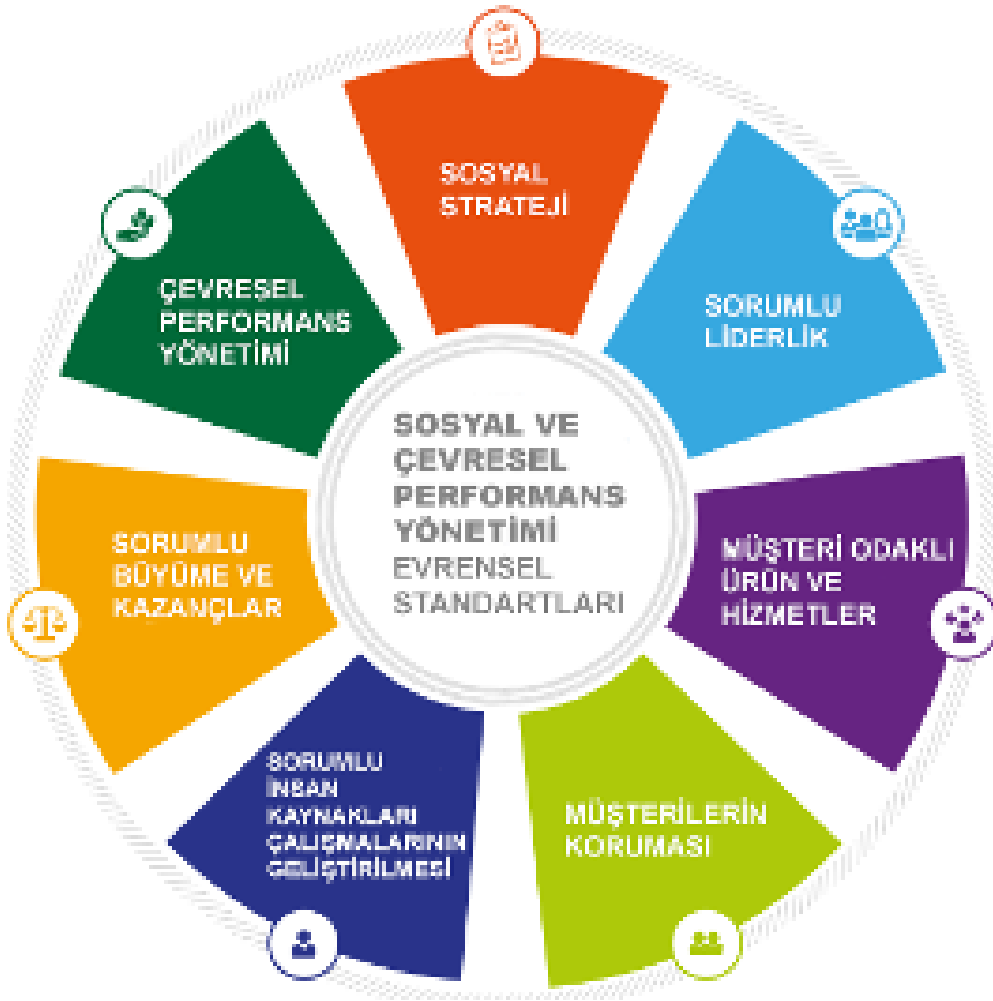 SOSYAL
STRATEJİ
SORUMLU
LİDERLİK
MÜŞTERİ ODAKLI
ÜRÜN VE
HİZMETLER
MÜŞTERİLERİN
KORUMASI
SORUMLU
İNSAN
KAYNAKLARI
ÇALIŞMALARININ
GELİŞTİRİLMESİ
SORUMLU
BÜYÜME VE
KAZANÇLAR
ÇEVRESEL
PERFORMANS
YÖNETİMİ
SOSYAL VE
ÇEVRESEL
PERFORMANS
YÖNETİMİ
EVRENSEL
STANDARTLARI